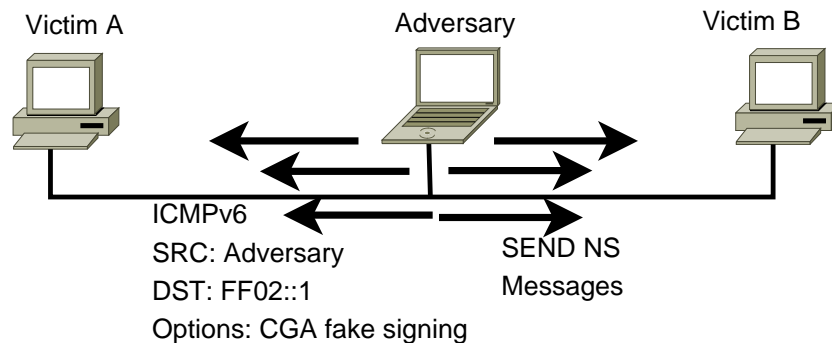 Victim A
Adversary
Victim B
ICMPv6
SRC: Adversary
DST: FF02::1
Options: CGA fake signing
SEND NS
Messages